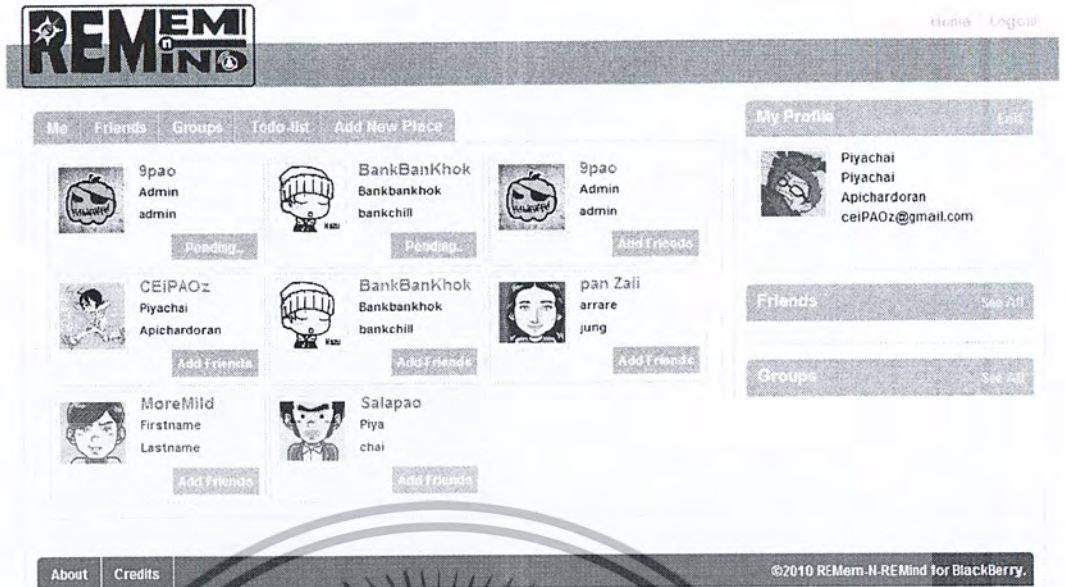 REMEM
n
MIND
Home Logout
Me Friends Groups Todo-list Add New Place
9pao
Admin
admin
Pending..
BankBanKhok
Bankbankhok
bankchill
Pending..
9pao
Admin
admin
Add Friends
CEiPAOz
Piyachai
Apichardoran
Add Friends
BankBanKhok
Bankbankhok
bankchill
Add Friends
pan Zaii
arrare
jung
Add Friends
MoreMild
Firstname
Lastname
Add Friends
Salapao
Piya
chai
Add Friends
My Profile Edit
Piyachai
Piyachai
Apichardoran
ceiPAOz@gmail.com
Friends See All
Groups See All
About Credits
©2010 REMem-N-REMind for BlackBerry.